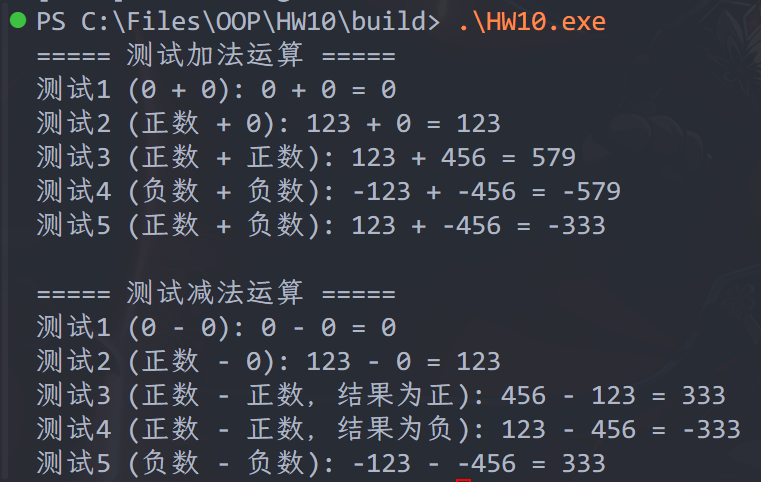 PS C:\Files\OOP\HW10\build> .\HW10.exe
===== 测试加法运算 =====
测试1 (0 + 0): 0 + 0 = 0
测试2 (正数 + 0): 123 + 0 = 123
测试3 (正数 + 正数): 123 + 456 = 579
测试4 (负数 + 负数): -123 + -456 = -579
测试5 (正数 + 负数): 123 + -456 = -333
===== 测试减法运算 =====
测试1 (0 - 0): 0 - 0 = 0
测试2 (正数 - 0): 123 - 0 = 123
测试3 (正数 - 正数, 结果为正): 456 - 123 = 333
测试4 (正数 - 正数, 结果为负): 123 - 456 = -333
测试5 (负数 - 负数): -123 - -456 = 333